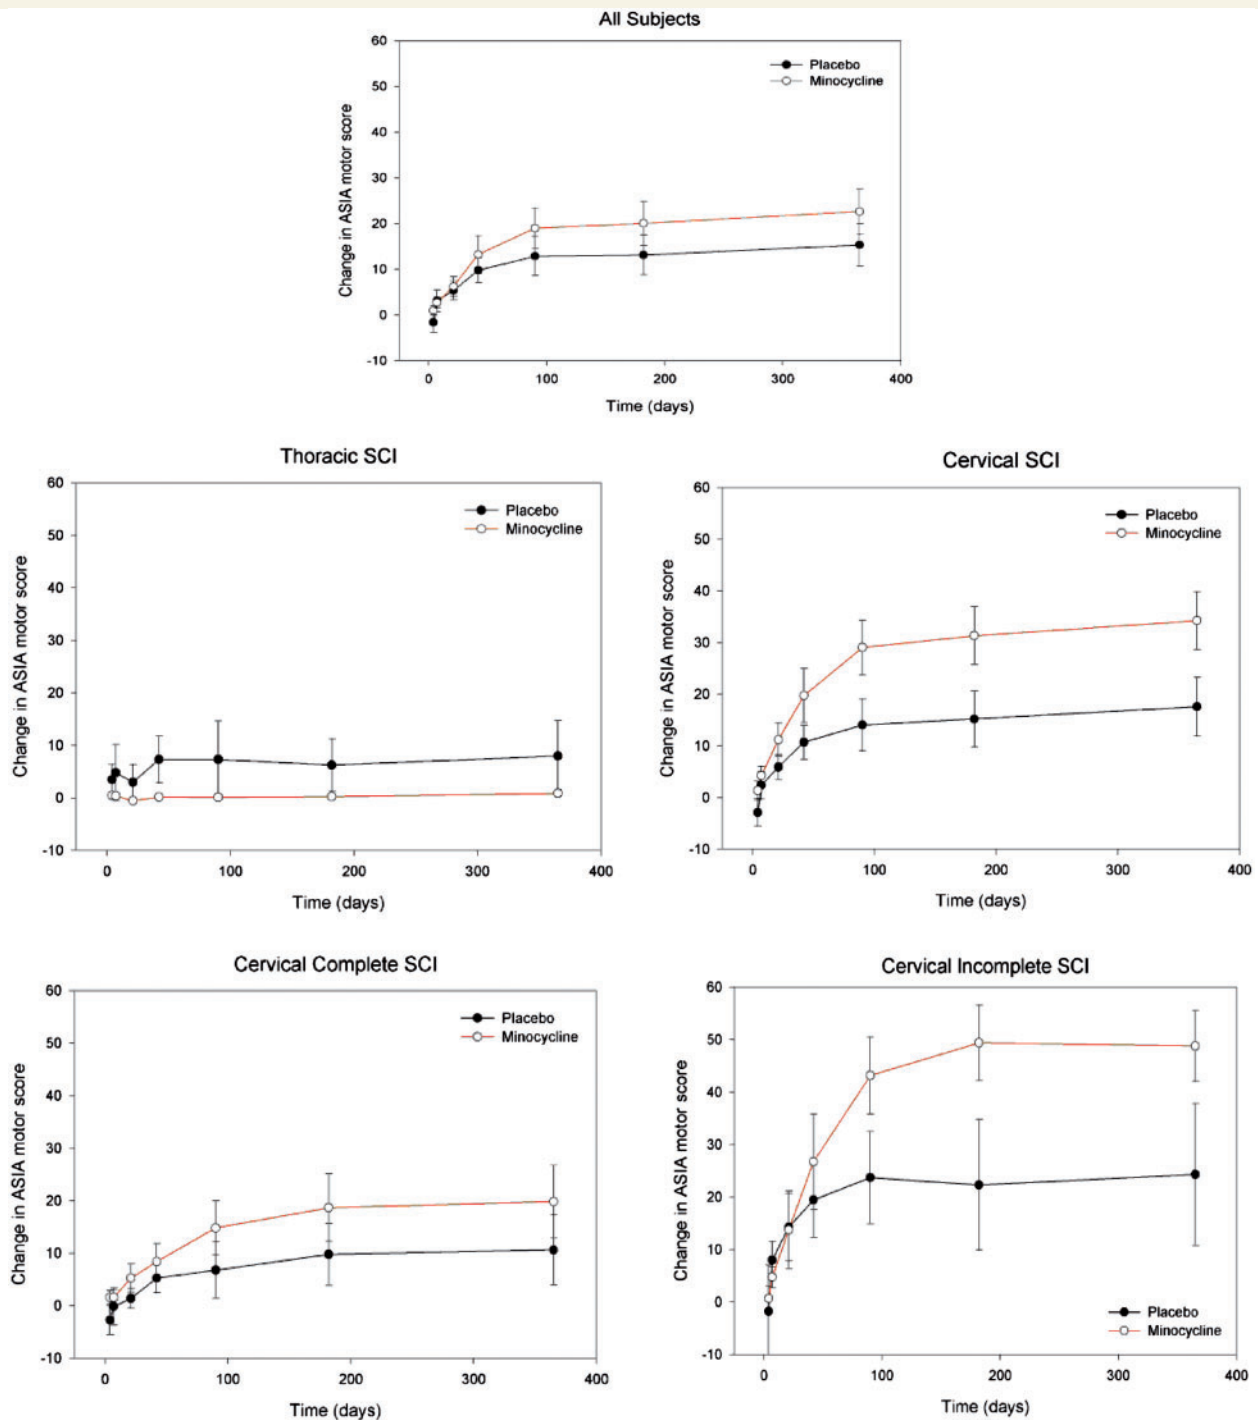 All Subjects
60
50
40
30
20
10
0
-10
Change in ASIA motor score
Placebo
Minocycline
0 100 200 300 400
Time (days)
Thoracic SCI
60
50
40
30
20
10
0
-10
Change in ASIA motor score
Placebo
Minocycline
0 100 200 300 400
Time (days)
Cervical SCI
60
50
40
30
20
10
0
-10
Change in ASIA motor score
Placebo
Minocycline
0 100 200 300 400
Time (days)
Cervical Complete SCI
60
50
40
30
20
10
0
-10
Change in ASIA motor score
Placebo
Minocycline
0 100 200 300 400
Time (days)
Cervical Incomplete SCI
60
50
40
30
20
10
0
-10
Change in ASIA motor score
Placebo
Minocycline
0 100 200 300 400
Time (days)